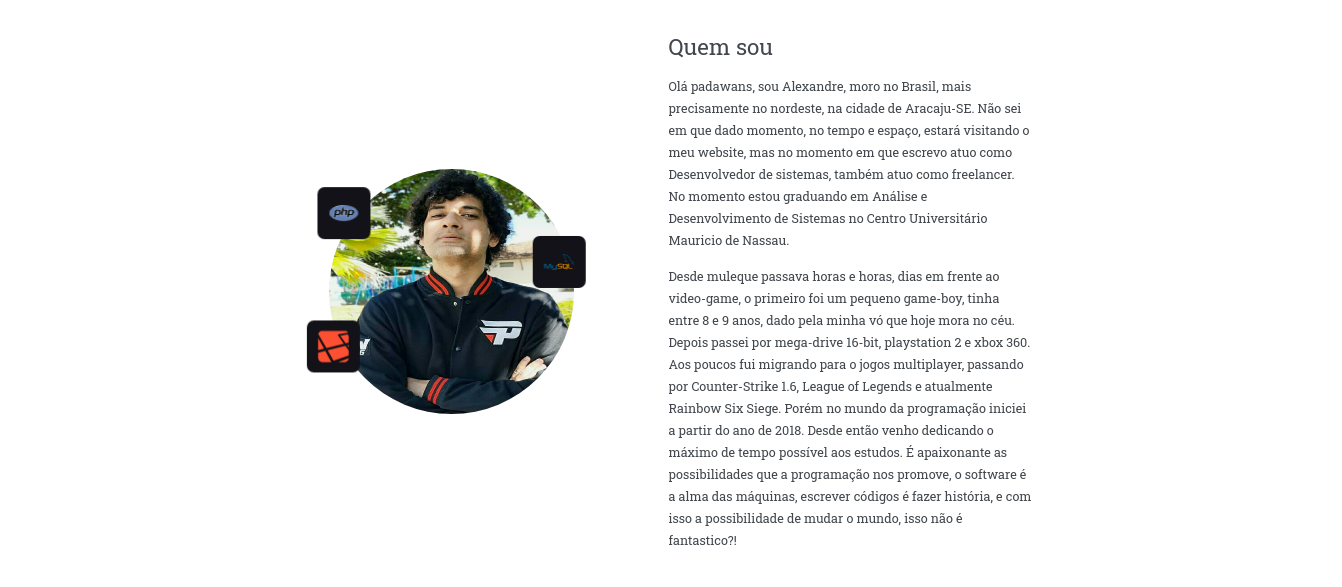 Quem sou
Olá padawans, sou Alexandre, moro no Brasil, mais
precisamente no nordeste, na cidade de Aracaju-SE. Não sei
em que dado momento, no tempo e espaço, estará visitando o
meu website, mas no momento em que escrevo atuo como
Desenvolvedor de sistemas, também atuo como freelancer.
No momento estou graduando em Análise e
Desenvolvimento de Sistemas no Centro Universitário
Mauricio de Nassau.
Desde muleque passava horas e horas, dias em frente ao
video-game, o primeiro foi um pequeno game-boy, tinha
entre 8 e 9 anos, dado pela minha vó que hoje mora no céu.
Depois passei por mega-drive 16-bit, playstation 2 e xbox 360.
Aos poucos fui migrando para o jogos multiplayer, passando
por Counter-Strike 1.6, League of Legends e atualmente
Rainbow Six Siege. Porém no mundo da programação iniciei
a partir do ano de 2018. Desde então venho dedicando o
máximo de tempo possível aos estudos. É apaixonante as
possibilidades que a programação nos promove, o software é
a alma das máquinas, escrever códigos é fazer história, e com
isso a possibilidade de mudar o mundo, isso não é
fantastico?!
php
MySQL